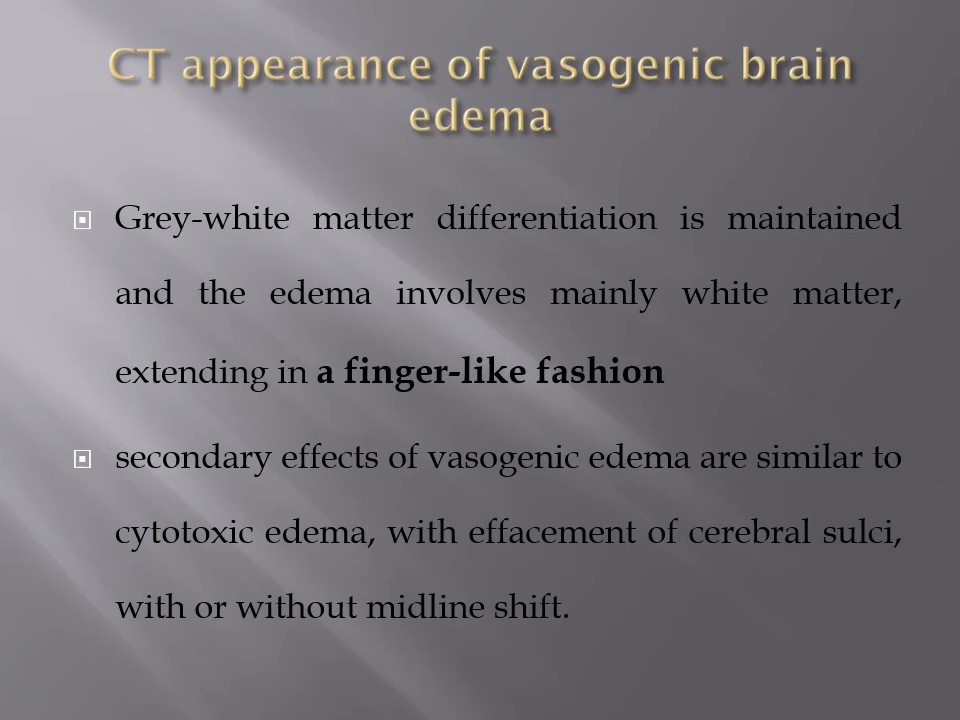 CT appearance of vasogenic brain
edema
Grey-white matter differentiation is maintained
and the edema involves mainly white matter,
extending in a finger-like fashion
secondary effects of vasogenic edema are similar to
cytotoxic edema, with effacement of cerebral sulci,
with or without midline shift.